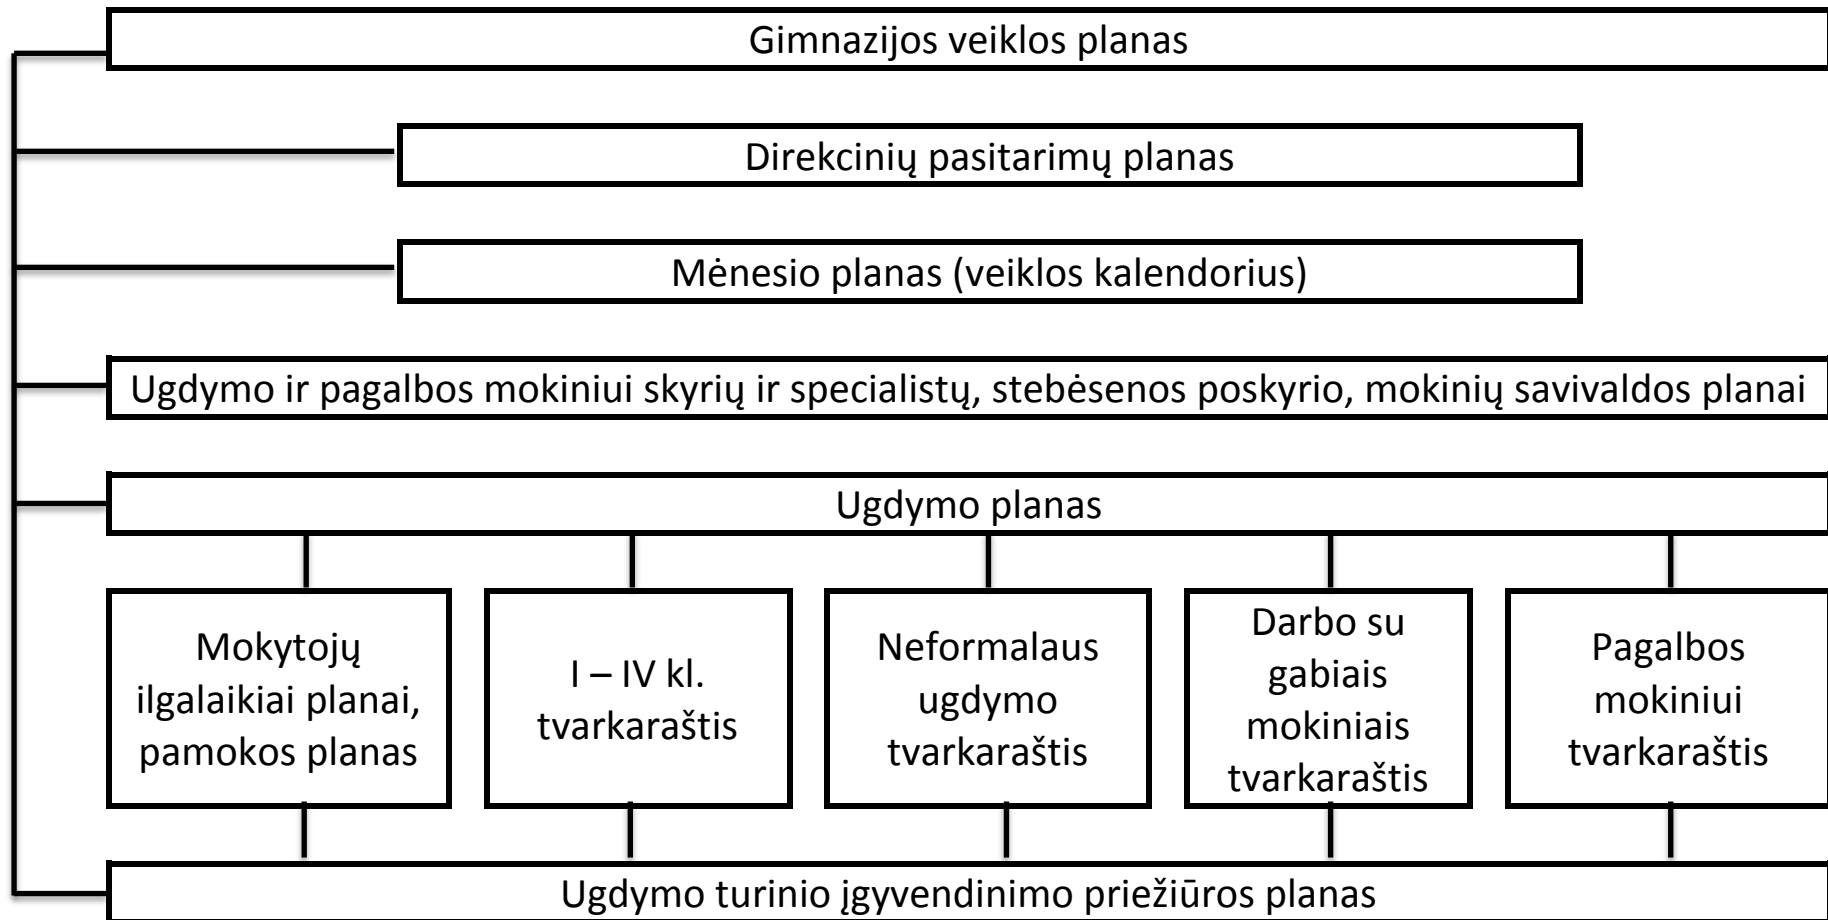 Gimnazijos veiklos planas
Direkcinių pasitarimų planas
Mėnesio planas (veiklos kalendorius)
Ugdymo ir pagalbos mokiniui skyrių ir specialistų, stebėsenos poskyrio, mokinių savivaldos planai
Ugdymo planas
Mokytojų
ilgalaikiai planai,
pamokos planas
I – IV kl.
tvarkaraštis
Neformalaus
ugdymo
tvarkaraštis
Darbo su
gabiais
mokiniais
tvarkaraštis
Pagalbos
mokiniui
tvarkaraštis
Ugdymo turinio įgyvendinimo priežiūros planas